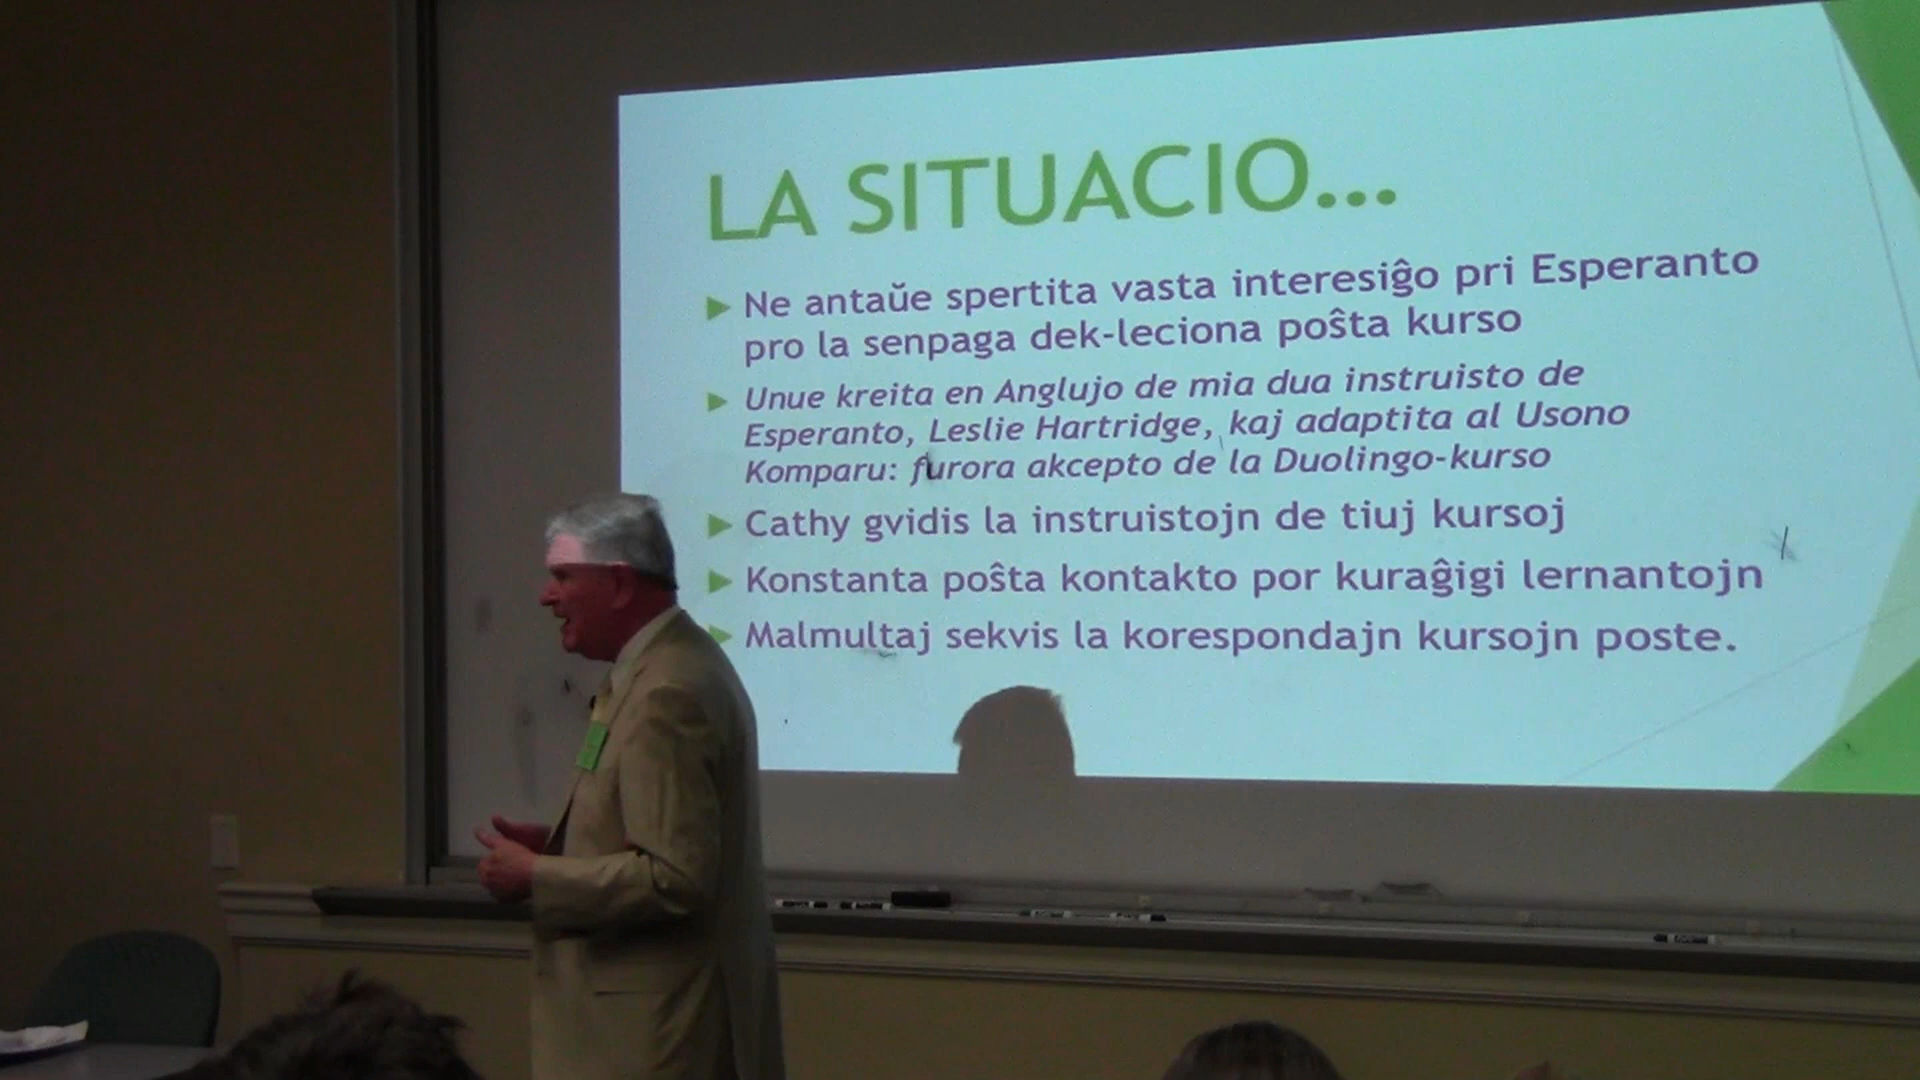 LA SITUACIO...
Ne antaŭe spertita vasta interesiĝo pri Esperanto
pro la senpaga dek-leciona poŝta kurso
Unue kreita en Anglujo de mia dua instruisto de
Esperanto, Leslie Hartridge, kaj adaptita al Usono
Komparu: furora akcepto de la Duolingo-kurso
Cathy gvidis la instruistojn de tiuj kursoj
Konstanta poŝta kontakto por kuraĝigi lernantojn
Malmultaj sekvis la korespondajn kursojn poste.